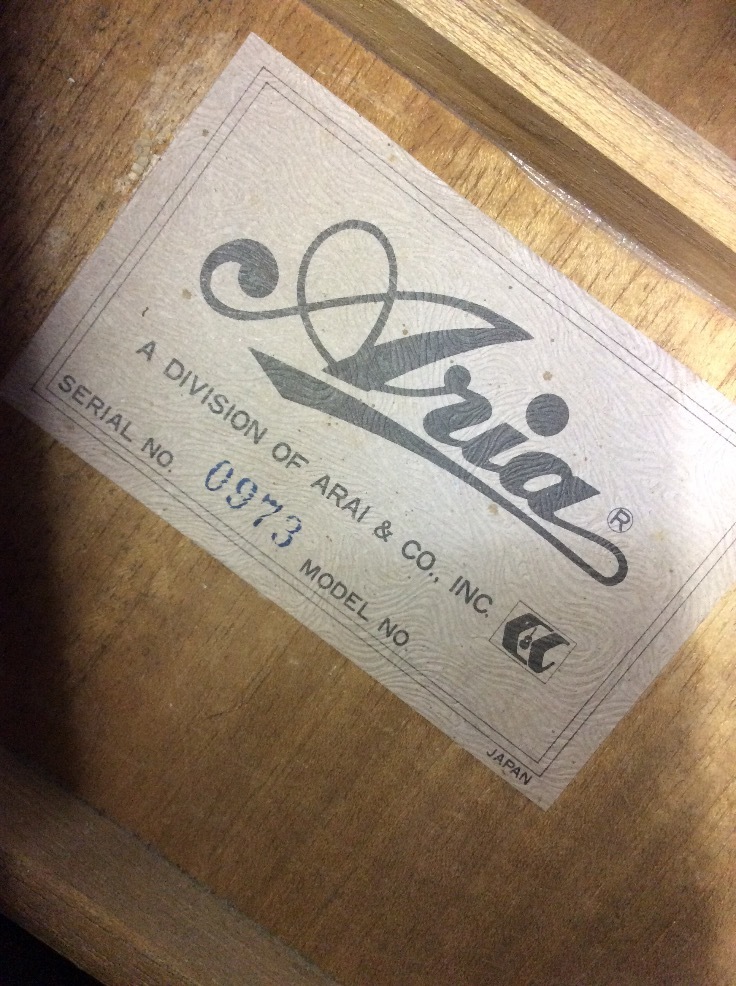 Aria ®
A DIVISION OF ARAI & CO., INC.
SERIAL NO. 0973 MODEL NO.
JAPAN